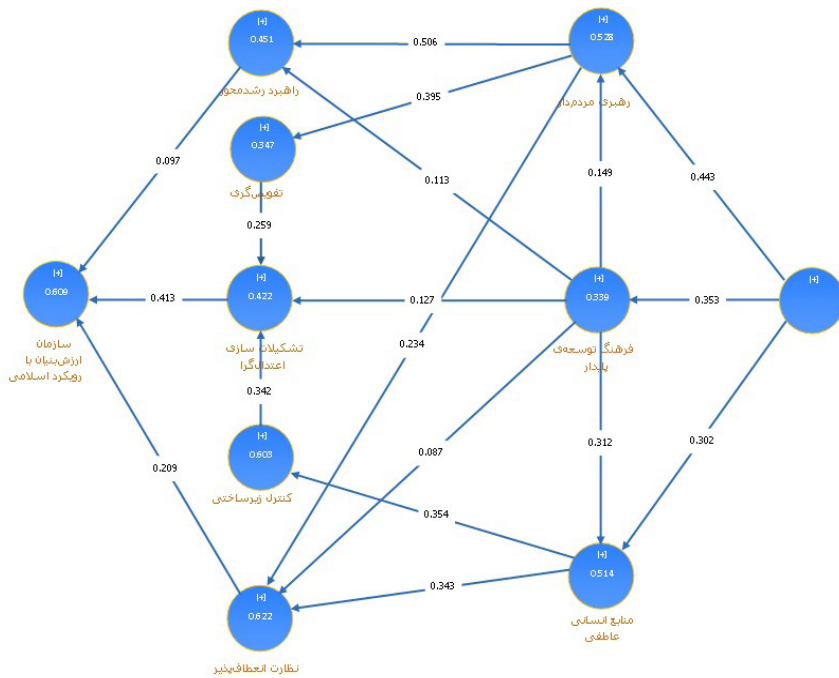 [+]
0.451
راهبرد رشدمحور
[+]
0.528
رهبری مردم‌دار
0.506
0.395
[+]
0.347
تفویض‌گری
0.097
0.113
0.149
0.443
0.259
[+]
0.609
سازمان
ارزش‌بنیان با
رویکرد اسلامی
0.413
[+]
0.422
تشکیلات سازی
اعتدال‌گرا
0.127
[+]
0.339
فرهنگ توسعه‌ی
پایدار
0.353
[+]
0.234
0.342
0.087
0.312
0.302
[+]
0.603
کنترل زیرساختی
0.209
0.354
0.343
[+]
0.514
منابع انسانی
عاطفی
[+]
0.622
نظارت انعطاف‌پذیر